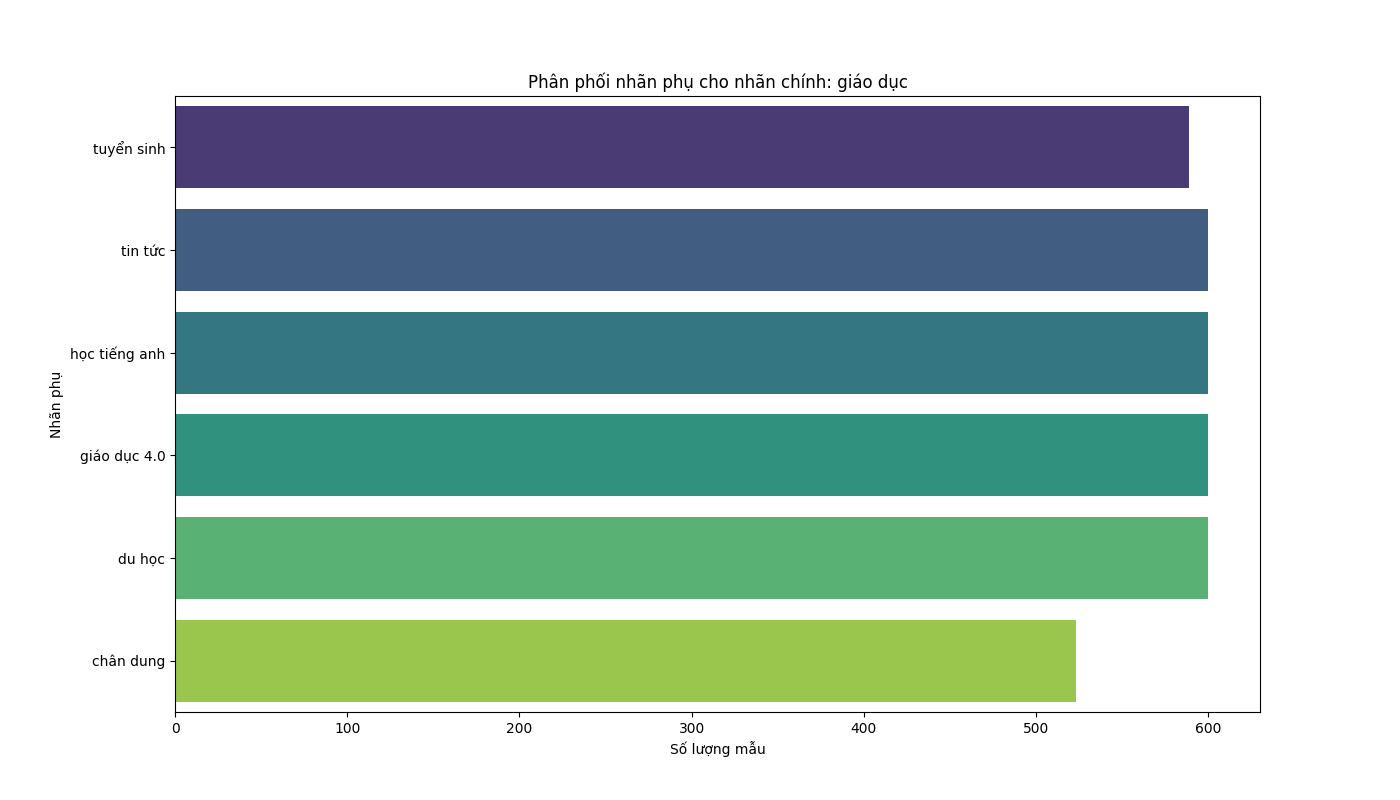 Phân phối nhãn phụ cho nhãn chính: giáo dục
tuyển sinh
tin tức
học tiếng anh
giáo dục 4.0
du học
chân dung
Nhãn phụ
0 100 200 300 400 500 600
Số lượng mẫu